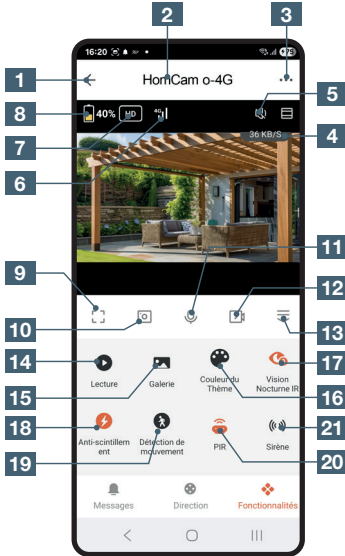 2
3
16:20 79
1
HomCam o-4G
5
8
40% HD 4G
7
36 KB/S
4
6
11
9
12
10
13
14
Lecture
Galerie
Couleur du
Thème
Vision
Nocturne IR
15
16
17
18
21
Anti-scintillem
ent
Détection de
mouvement
PIR
Sirène
19
20
Messages
Direction
Fonctionnalités